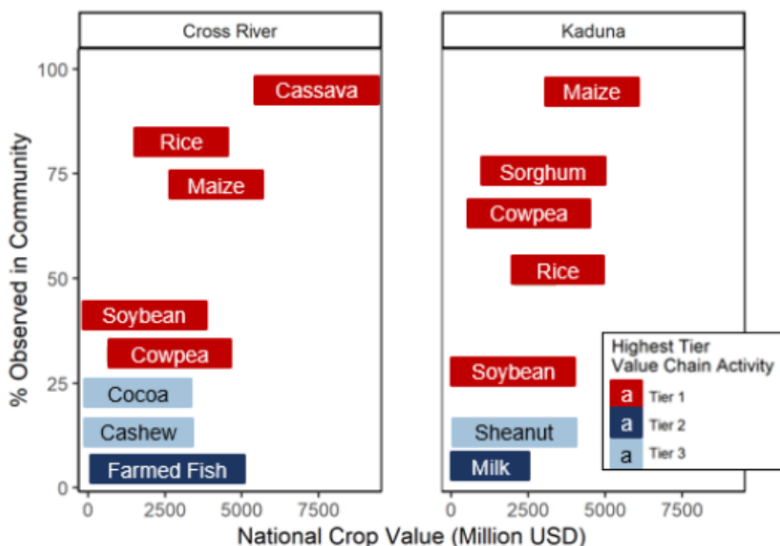 Cross River
Kaduna
% Observed in Community
100
75
50
25
0
Cassava
Rice
Maize
Soybean
Cowpea
Cocoa
Cashew
Farmed Fish
Maize
Sorghum
Cowpea
Rice
Soybean
Sheanut
Milk
Highest Tier
Value Chain Activity
a Tier 1
a Tier 2
a Tier 3
0 2500 5000 7500
0 2500 5000 7500
National Crop Value (Million USD)